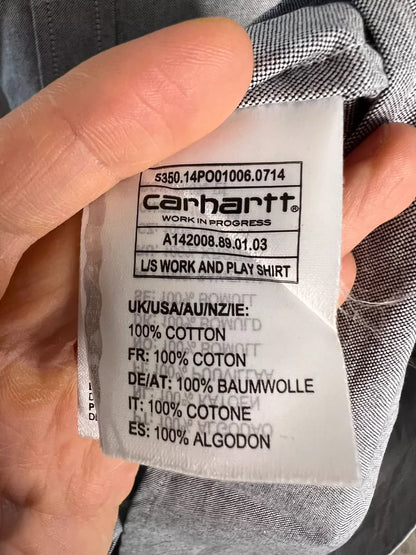 5350.14PO01006.0714
carhartt®
WORK IN PROGRESS
A142008.89.01.03
L/S WORK AND PLAY SHIRT
UK/USA/AU/NZ/IE:
100% COTTON
FR: 100% COTON
DE/AT: 100% BAUMWOLLE
IT: 100% COTONE
ES: 100% ALGODON